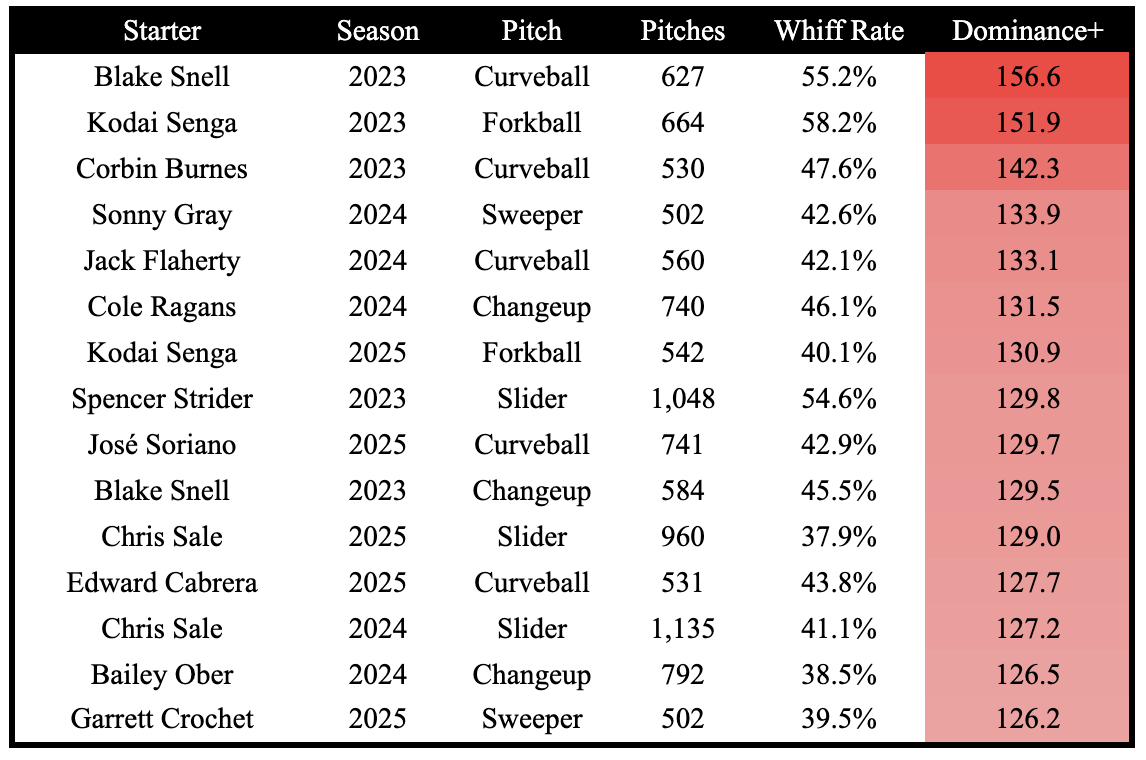 Starter Season Pitch Pitches Whiff Rate Dominance+
Blake Snell 2023 Curveball 627 55.2% 156.6
Kodai Senga 2023 Forkball 664 58.2% 151.9
Corbin Burnes 2023 Curveball 530 47.6% 142.3
Sonny Gray 2024 Sweeper 502 42.6% 133.9
Jack Flaherty 2024 Curveball 560 42.1% 133.1
Cole Ragans 2024 Changeup 740 46.1% 131.5
Kodai Senga 2025 Forkball 542 40.1% 130.9
Spencer Strider 2023 Slider 1,048 54.6% 129.8
José Soriano 2025 Curveball 741 42.9% 129.7
Blake Snell 2023 Changeup 584 45.5% 129.5
Chris Sale 2025 Slider 960 37.9% 129.0
Edward Cabrera 2025 Curveball 531 43.8% 127.7
Chris Sale 2024 Slider 1,135 41.1% 127.2
Bailey Ober 2024 Changeup 792 38.5% 126.5
Garrett Crochet 2025 Sweeper 502 39.5% 126.2